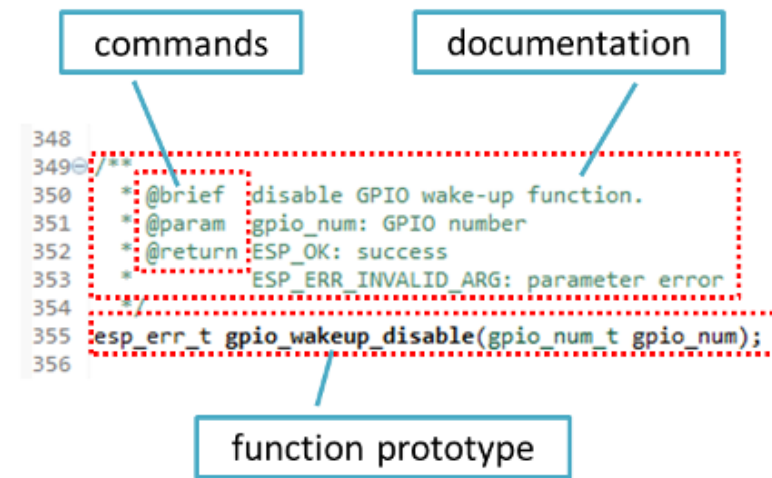 commands
documentation
348
349 /**
350 * @brief disable GPIO wake-up function.
351 * @param gpio_num: GPIO number
352 * @return ESP_OK: success
353 * ESP_ERR_INVALID_ARG: parameter error
354 */
355 esp_err_t gpio_wakeup_disable(gpio_num_t gpio_num);
356
function prototype